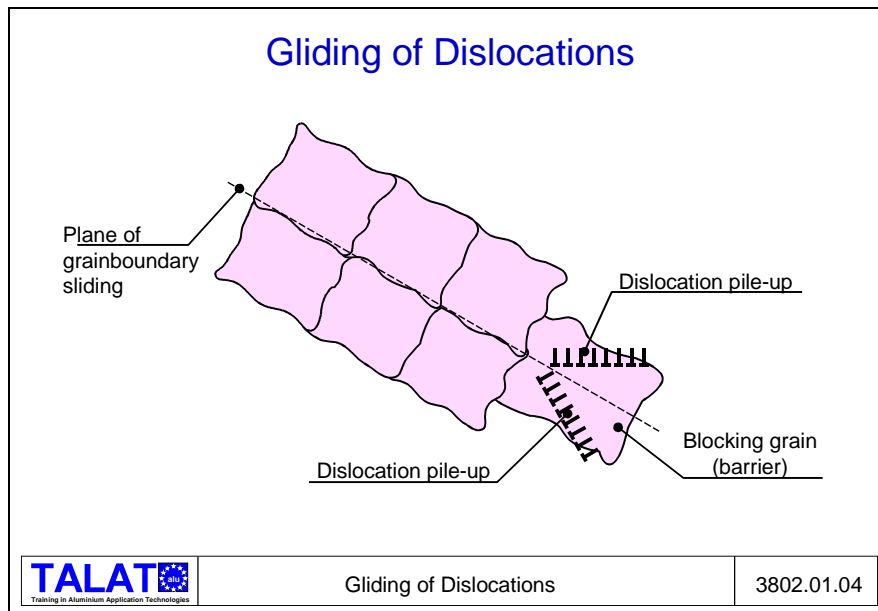 Gliding of Dislocations
Plane of
grainboundary
sliding
Dislocation pile-up
Dislocation pile-up
Blocking grain
(barrier)
TALAT
alu
Training in Aluminium Application Technologies
Gliding of Dislocations
3802.01.04